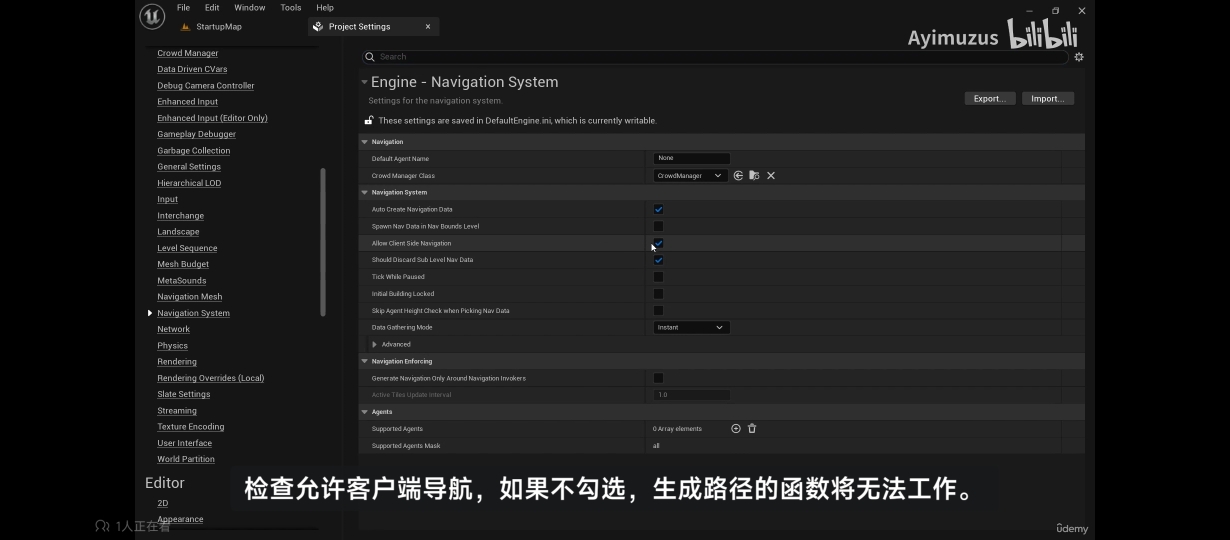 File Edit Window Tools Help
StartupMap
Project Settings
Ayimuzus bilibili
Crowd Manager
Data Driven CVars
Debug Camera Controller
Enhanced Input
Enhanced Input (Editor Only)
Gameplay Debugger
Garbage Collection
General Settings
Hierarchical LOD
Input
Interchange
Landscape
Level Sequence
Mesh Budget
MetaSounds
Navigation Mesh
Navigation System
Network
Physics
Rendering
Rendering Overrides (Local)
Slate Settings
Streaming
Texture Encoding
User Interface
World Partition
Editor
2D
Appearance
Search
Engine - Navigation System
Settings for the navigation system.
Export... Import...
These settings are saved in DefaultEngine.ini, which is currently writable.
Navigation
Default Agent Name None
Crowd Manager Class CrowdManager
Navigation System
Auto Create Navigation Data
Spawn Nav Data in Nav Bounds Level
Allow Client Side Navigation
Should Discard Sub Level Nav Data
Tick While Paused
Initial Building Locked
Skip Agent Height Check when Picking Nav Data
Data Gathering Mode Instant
Advanced
Navigation Enforcing
Generate Navigation Only Around Navigation Invokers
Active Tiles Update Interval 1.0
Agents
Supported Agents 0 Array elements
Supported Agents Mask all
检查允许客户端导航，如果不勾选，生成路径的函数将无法工作。
1人正在看
ûdemy